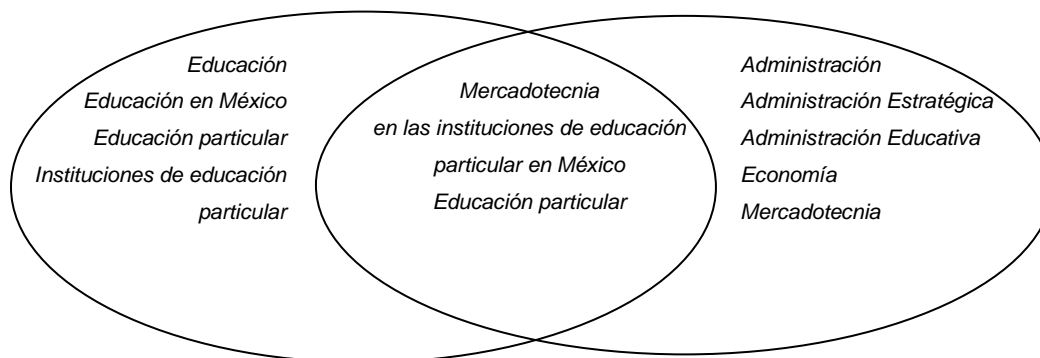 Educación
Educación en México
Educación particular
Instituciones de educación
particular
Mercadotecnia
en las instituciones de educación
particular en México
Educación particular
Administración
Administración Estratégica
Administración Educativa
Economía
Mercadotecnia